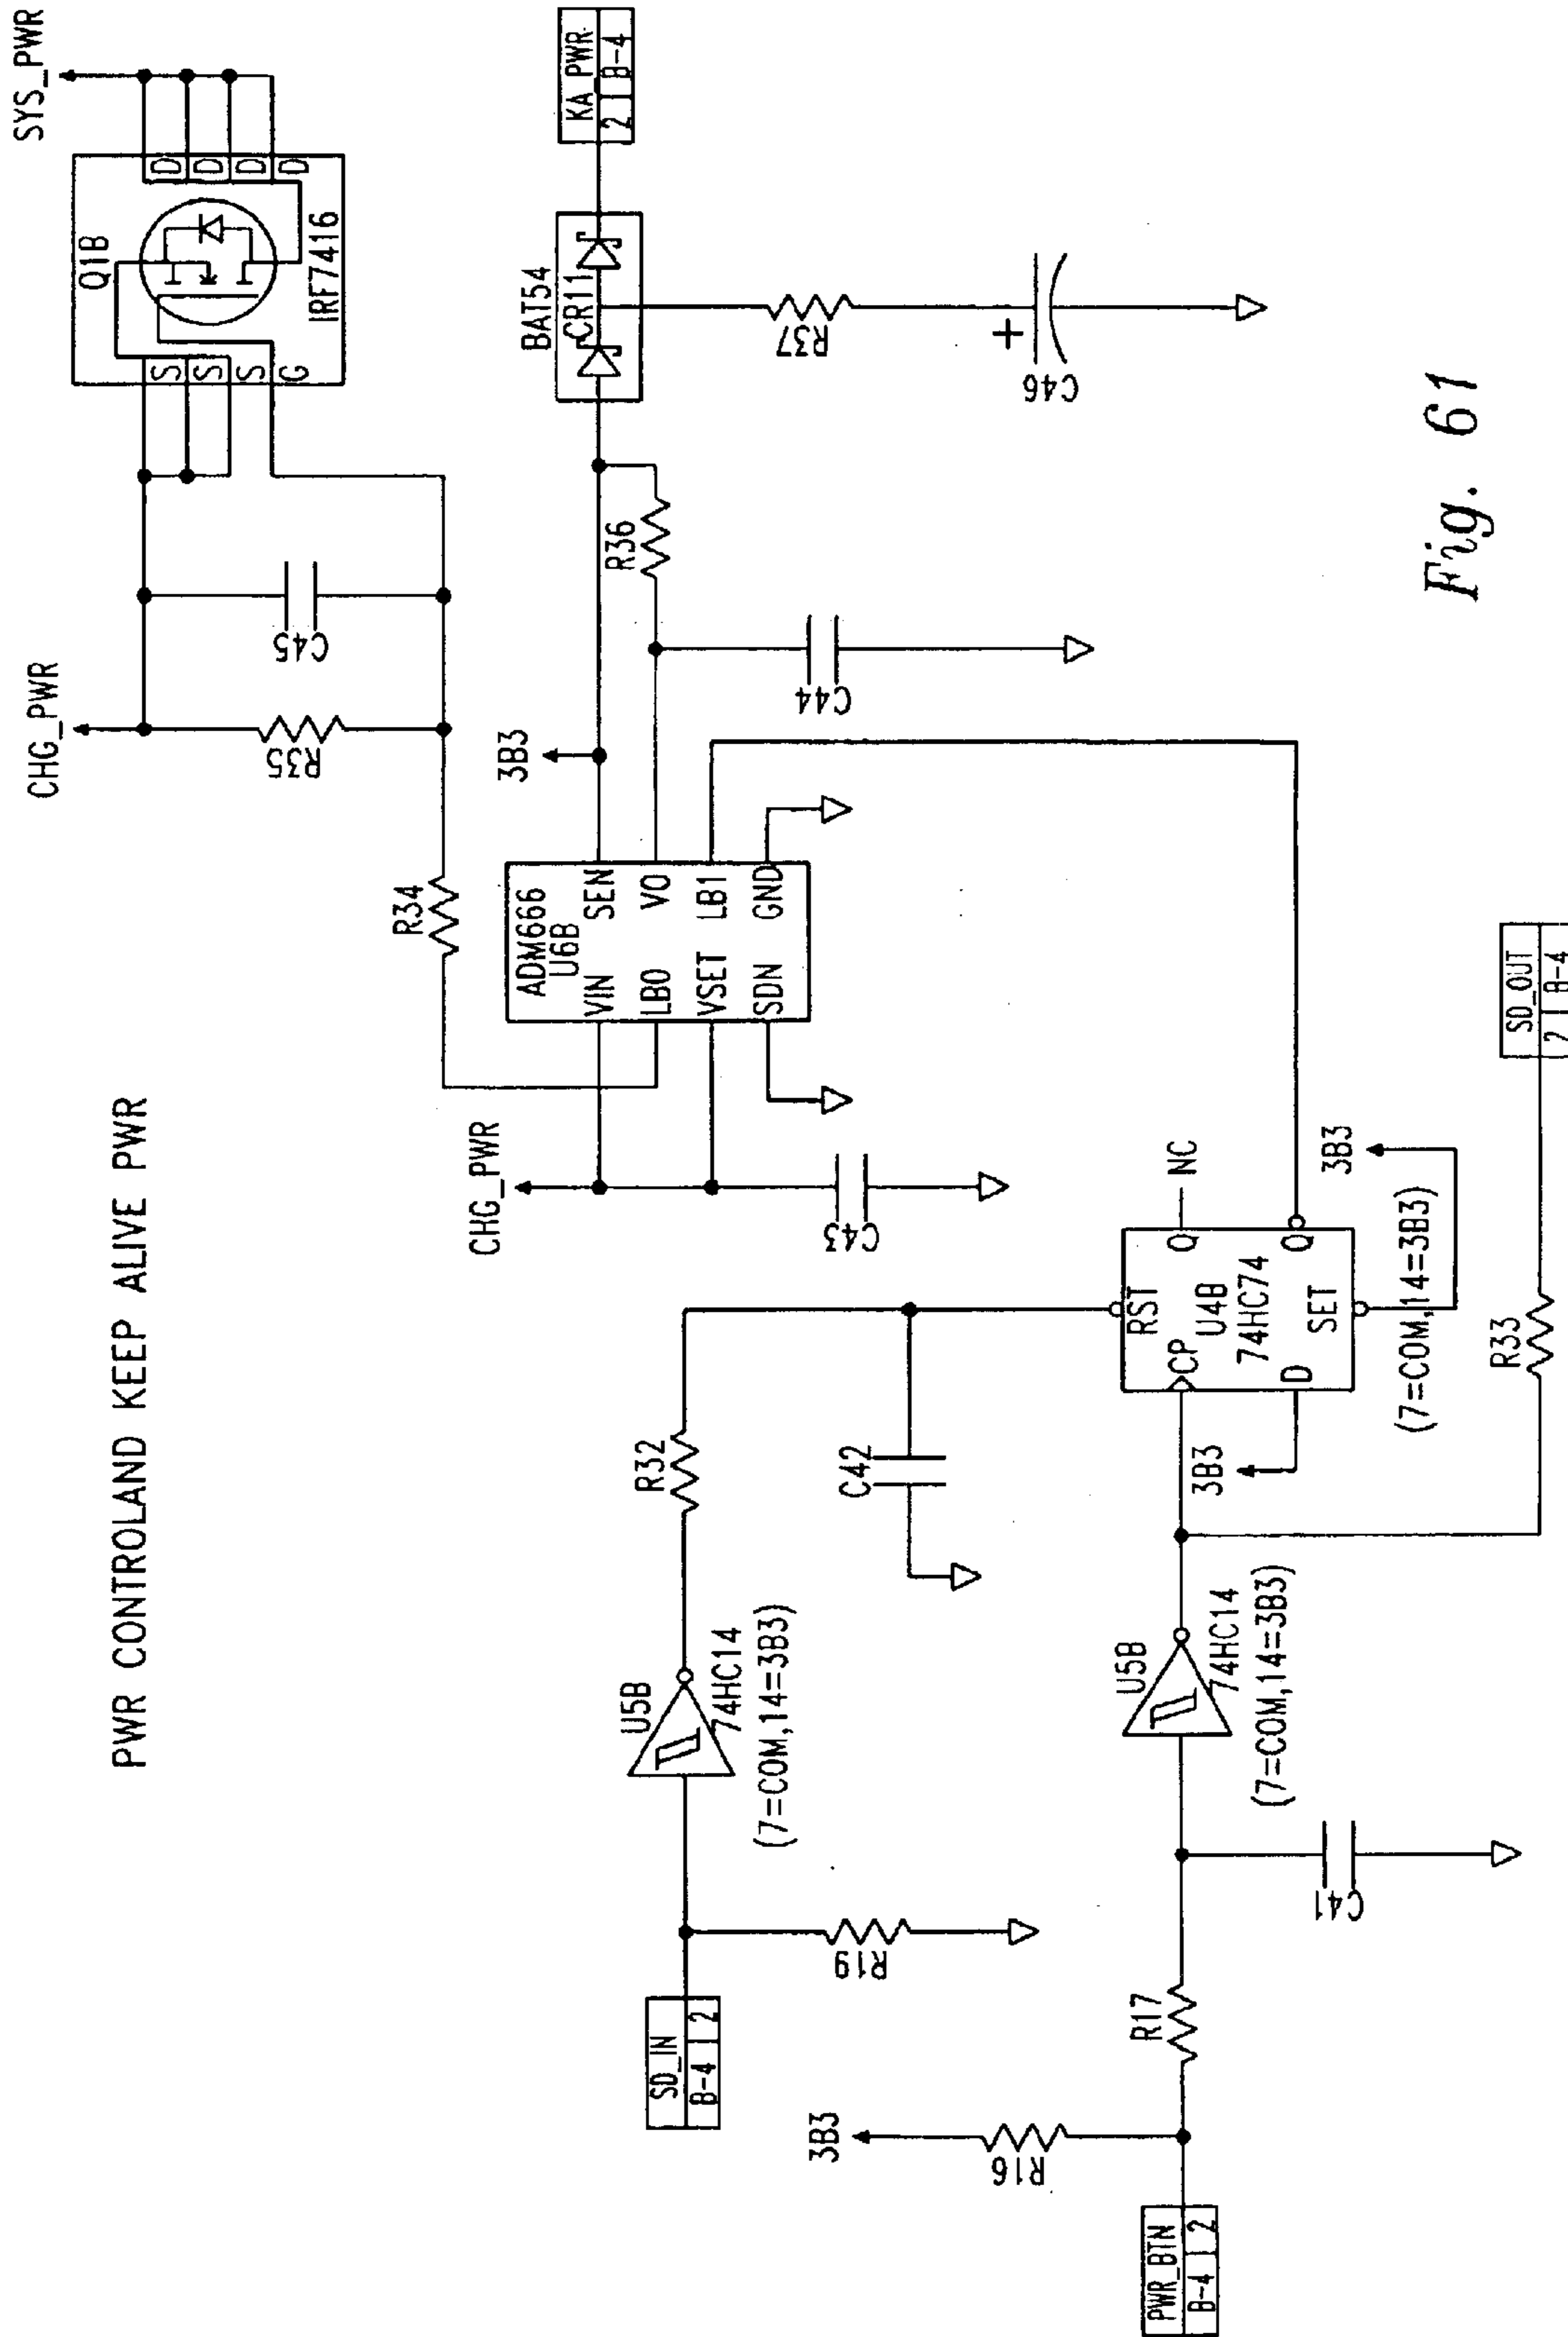 PWR CONTROLAND KEEP ALIVE PWR
CHG_PWR
SYS_PWR
R35
C45
R34
Q1B
S
S
S
G
D
D
D
D
IRF7416
CHG_PWR
C43
ADM666
U6B
VIN
LBO
VSET
SDN
SEN
VO
LB1
GND
3B3
R36
C44
BAT54
CR11
R37
+
C46
KA_PWR
2 B-4
SD_IN
B-4 2
R19
U5B
74HC14
(7=COM,14=3B3)
R32
C42
PWR_BTN
B-4 2
3B3
R16
R17
C41
U5B
74HC14
(7=COM,14=3B3)
3B3
RST
CP
U4B
74HC74
D
SET
Q
Q
NC
3B3
(7=COM,14=3B3)
R33
SD_OUT
2 B-4
Fig. 61